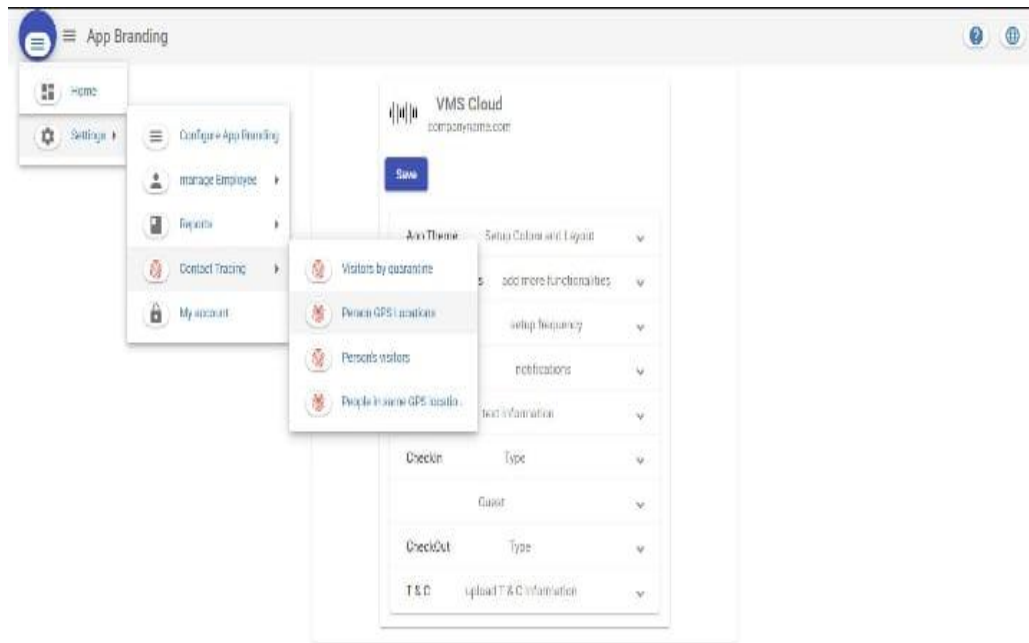 App Branding
Home
Settings
Configure App Branding
manage Employee
Reports
Contact Tracing
My account
Visitors by quarantine
Person GPS Locations
Person's visitors
People in same GPS locatio..
VMS Cloud
companyname.com
Save
App Theme Setup Colors and Layout
s add more functionalities
setup frequency
notifications
text information
CheckIn Type
Guest
CheckOut Type
T & C upload T & C information